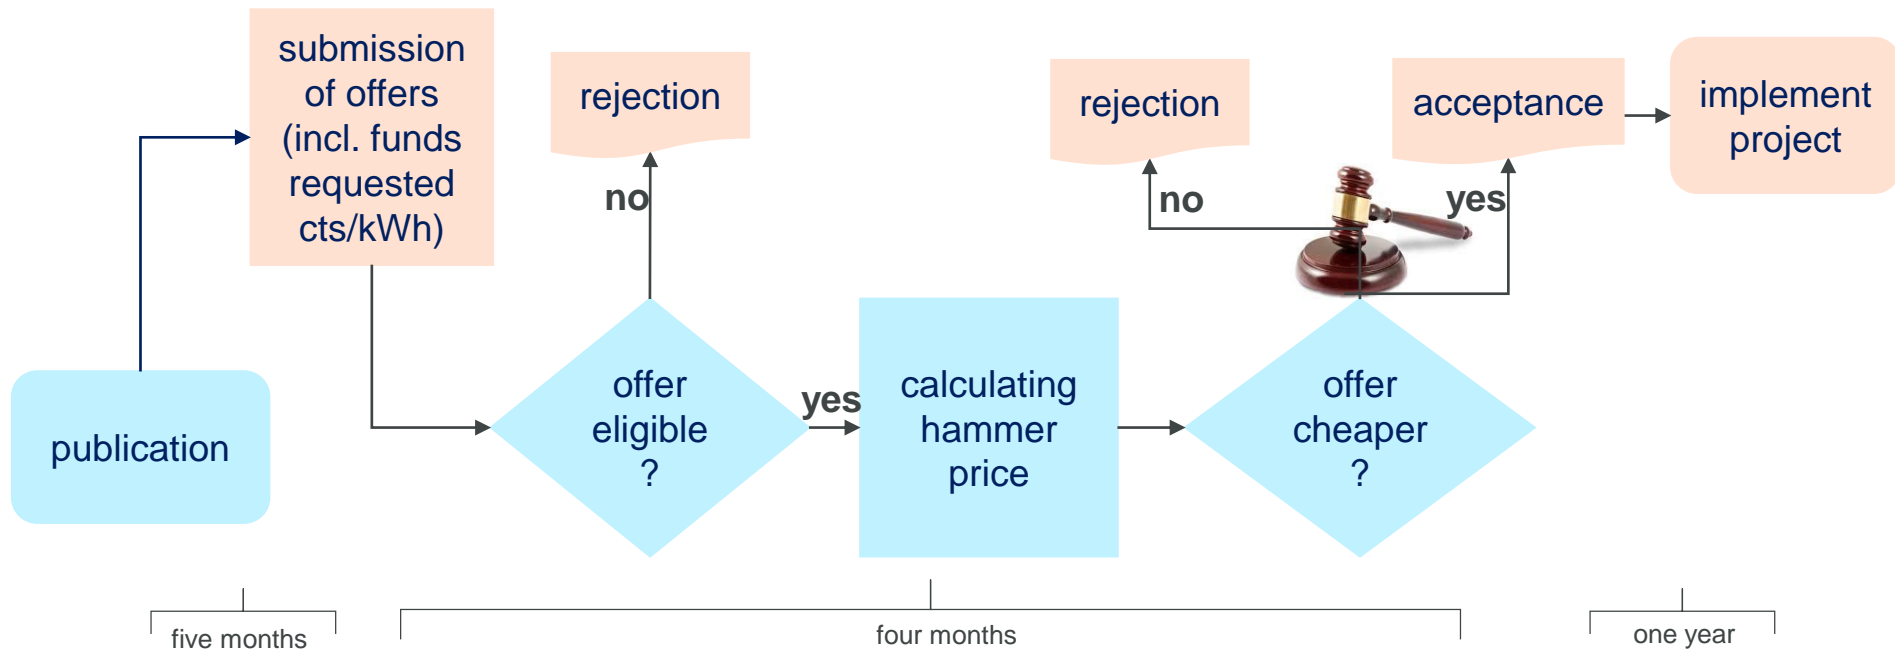 submission
of offers
(incl. funds
requested
cts/kWh)
rejection
rejection
acceptance
implement
project
no
no
yes
publication
offer
eligible
?
yes
calculating
hammer
price
offer
cheaper
?
five months
four months
one year